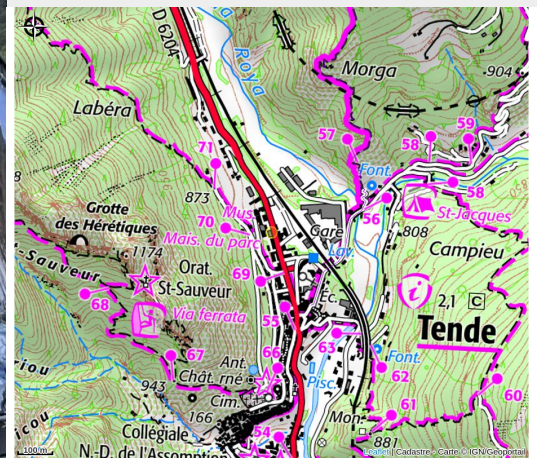 D 6204
la Roya
Morga
904
Labéra
59
57
58
71
Font.
58
873
St-Jacques
56
Grotte
des Hérétiques
Mus.
70
Mais. du parc
Gare
808
1174
Lav.
Campieu
t-Sauveur
Orat.
St-Sauveur
69
Éc.
2,1 C
68
Via ferrata
55
Tende
63
67
66
Ant.
Font.
Chât. rné
62
943
Pisc.
60
Cim.
166
61
Mon.
Collégiale
54
881
N.-D. de l'Assompti
100 m
Leaflet | Cadastre - Carte © IGN/Geoportail